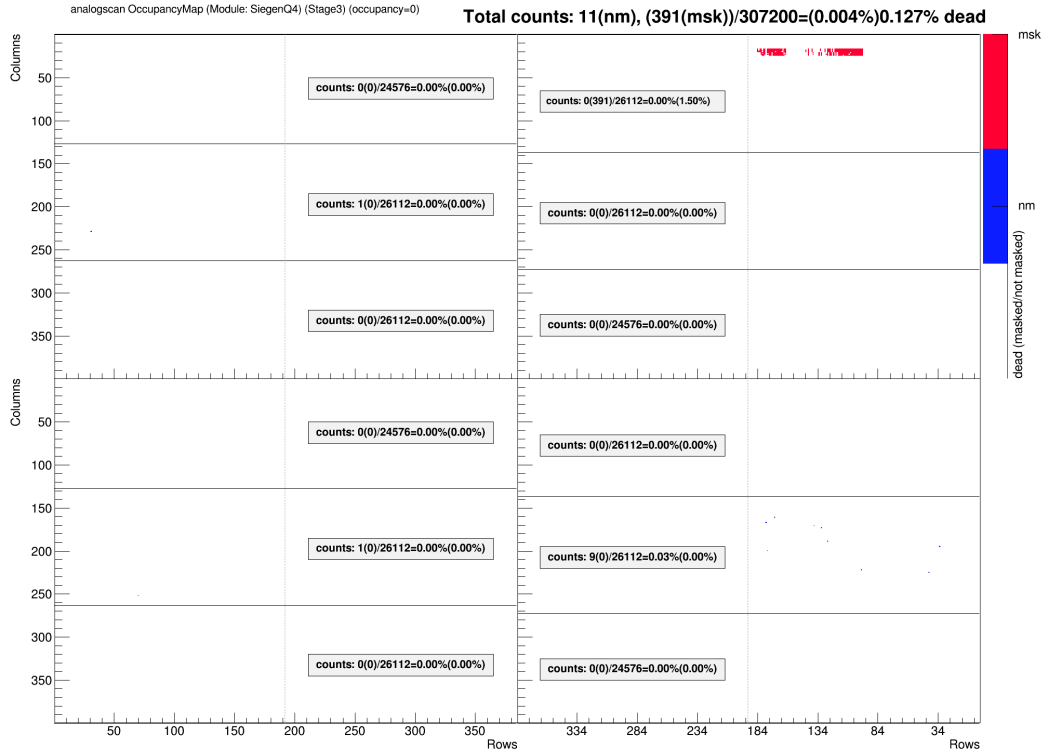 analogscan OccupancyMap (Module: SiegenQ4) (Stage3) (occupancy=0)
Total counts: 11(nm), (391(msk))/307200=(0.004%)0.127% dead
Columns
50
100
150
200
250
300
350
counts: 0(0)/24576=0.00%(0.00%)
counts: 1(0)/26112=0.00%(0.00%)
counts: 0(0)/26112=0.00%(0.00%)
counts: 0(391)/26112=0.00%(1.50%)
counts: 0(0)/26112=0.00%(0.00%)
counts: 0(0)/24576=0.00%(0.00%)
msk
nm
dead (masked/not masked)
Columns
50
100
150
200
250
300
350
counts: 0(0)/24576=0.00%(0.00%)
counts: 1(0)/26112=0.00%(0.00%)
counts: 0(0)/26112=0.00%(0.00%)
counts: 0(0)/26112=0.00%(0.00%)
counts: 9(0)/26112=0.03%(0.00%)
counts: 0(0)/24576=0.00%(0.00%)
50 100 150 200 250 300 350
Rows
334 284 234 184 134 84 34
Rows